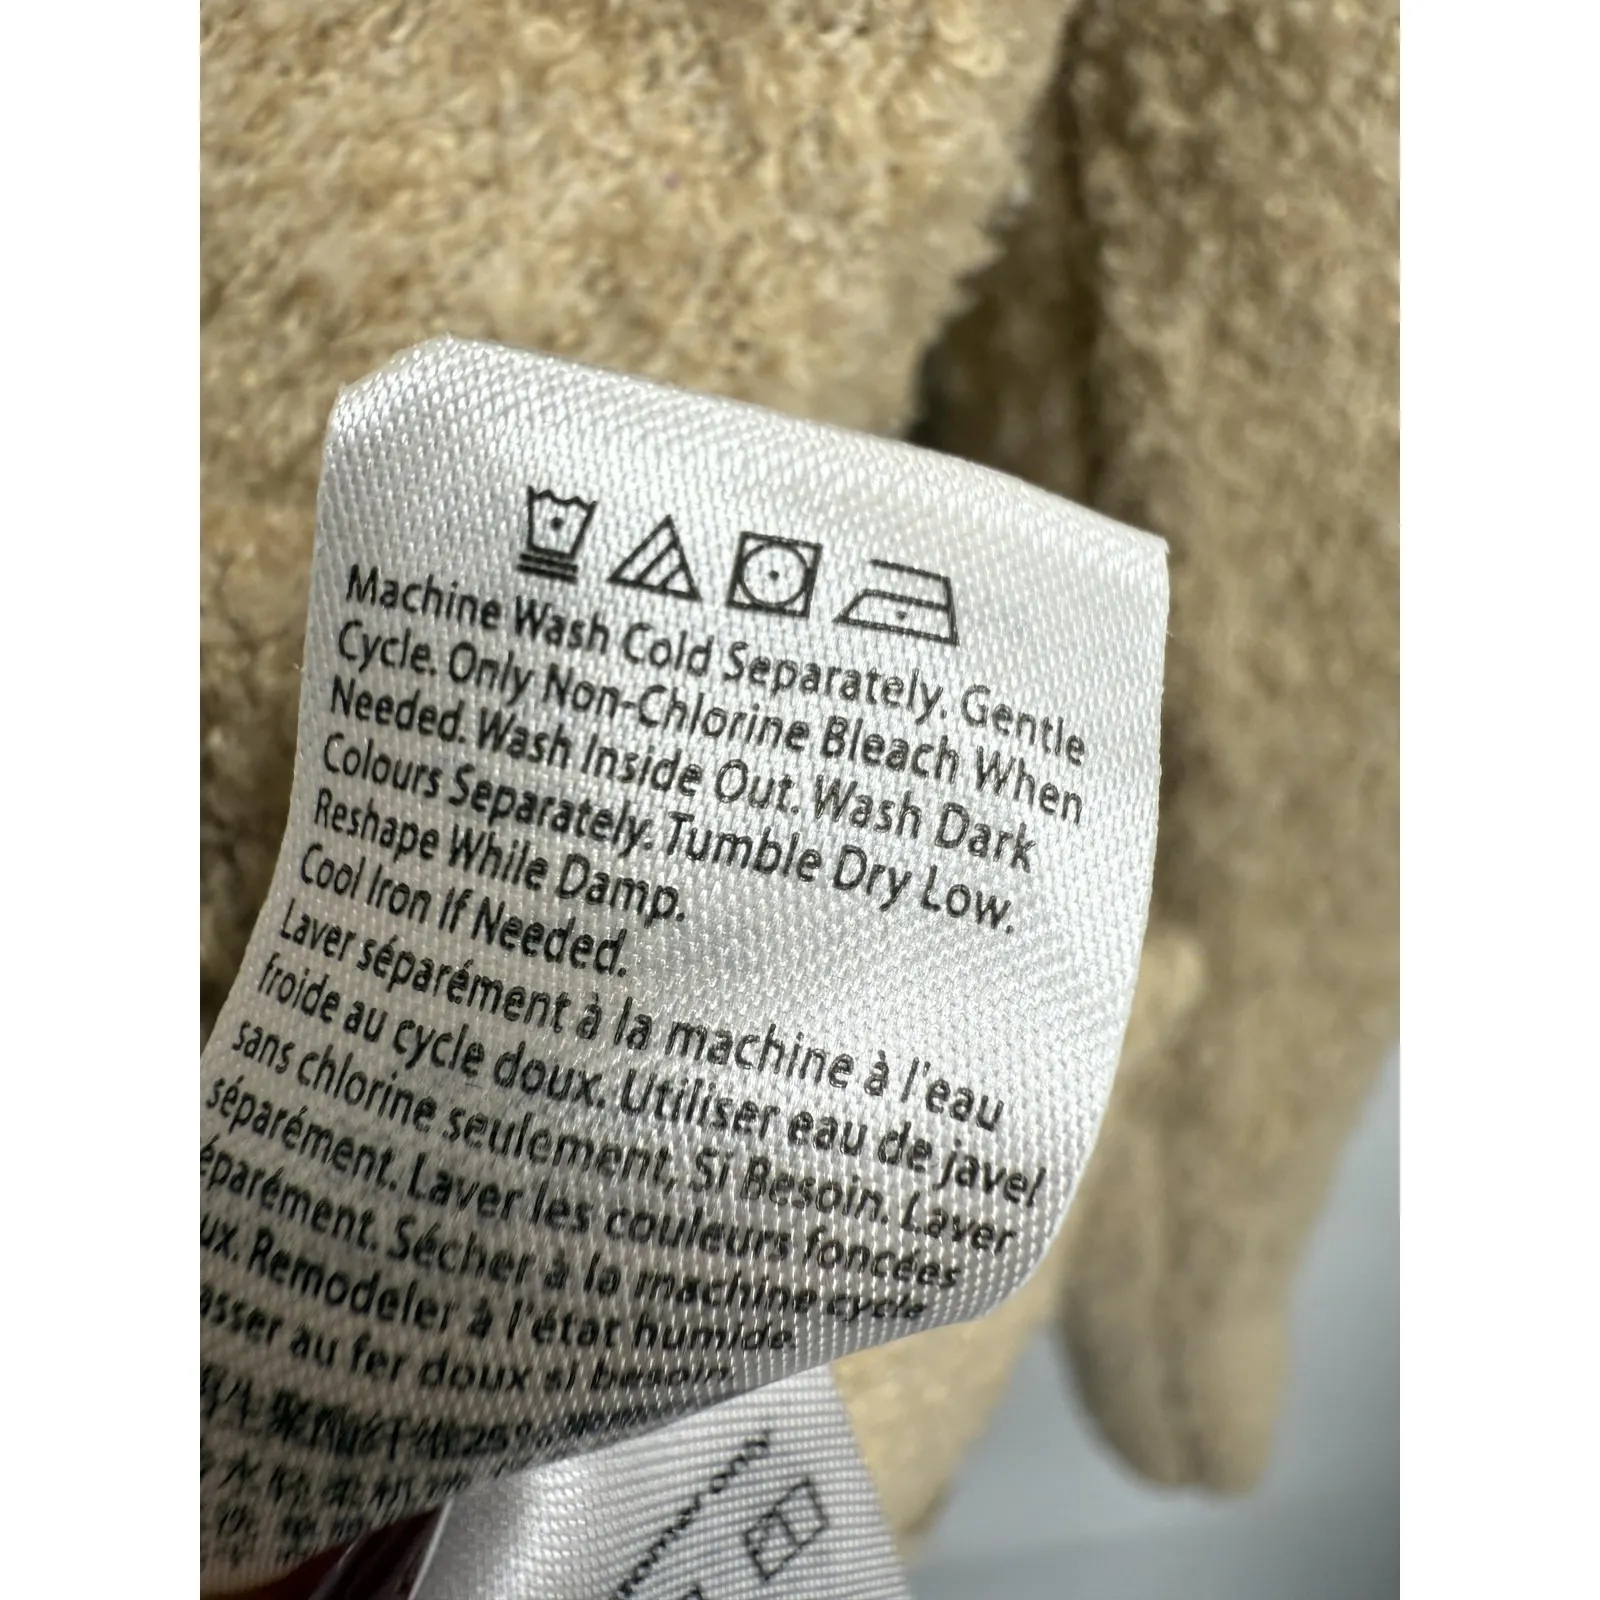 Machine Wash Cold Separately. Gentle
Cycle. Only Non-Chlorine Bleach When
Needed. Wash Inside Out. Wash Dark
Colours Separately. Tumble Dry Low.
Reshape While Damp.
Cool Iron If Needed.
Laver séparément à la machine à l'eau
froide au cycle doux. Utiliser eau de javel
sans chlorine seulement, Si Besoin. Laver
séparément. Laver les couleurs foncées
éparément. Sécher à la machine cycle
ux. Remodeler à l'état humide.
asser au fer doux si besoin.